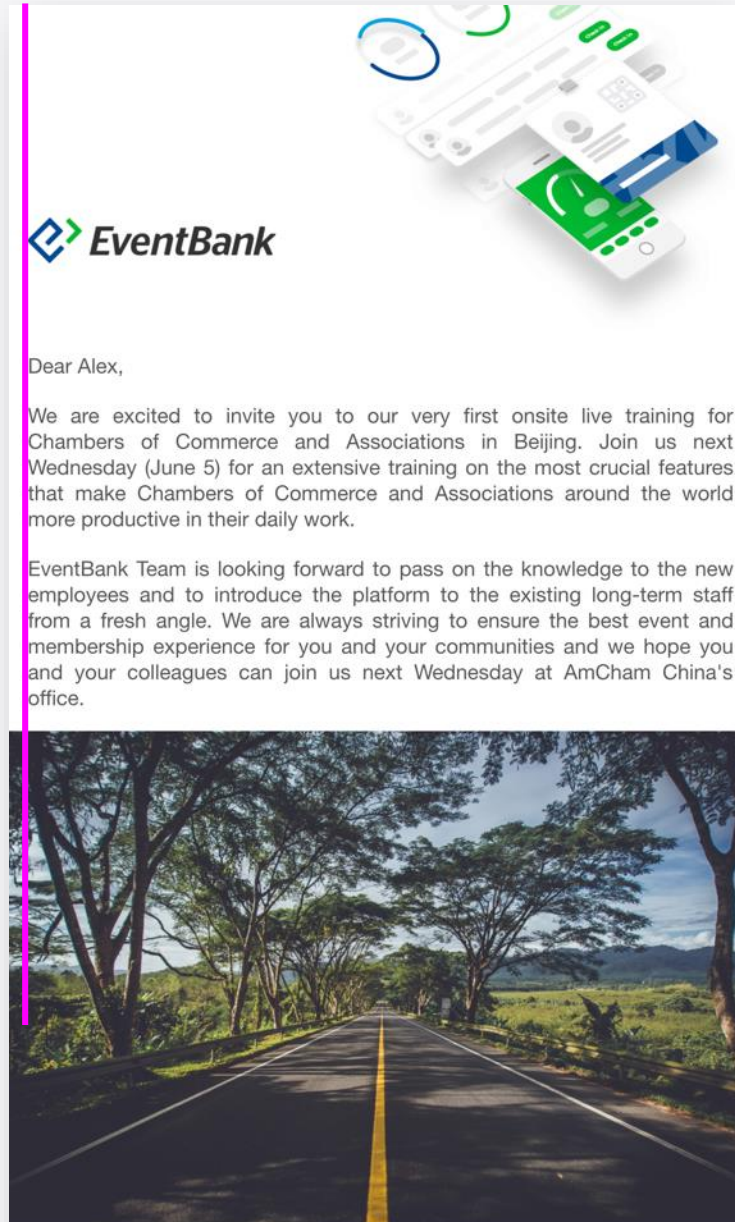 Check in
Check in
EventBank
Dear Alex,
We are excited to invite you to our very first onsite live training for
Chambers of Commerce and Associations in Beijing. Join us next
Wednesday (June 5) for an extensive training on the most crucial features
that make Chambers of Commerce and Associations around the world
more productive in their daily work.
EventBank Team is looking forward to pass on the knowledge to the new
employees and to introduce the platform to the existing long-term staff
from a fresh angle. We are always striving to ensure the best event and
membership experience for you and your communities and we hope you
and your colleagues can join us next Wednesday at AmCham China's
office.